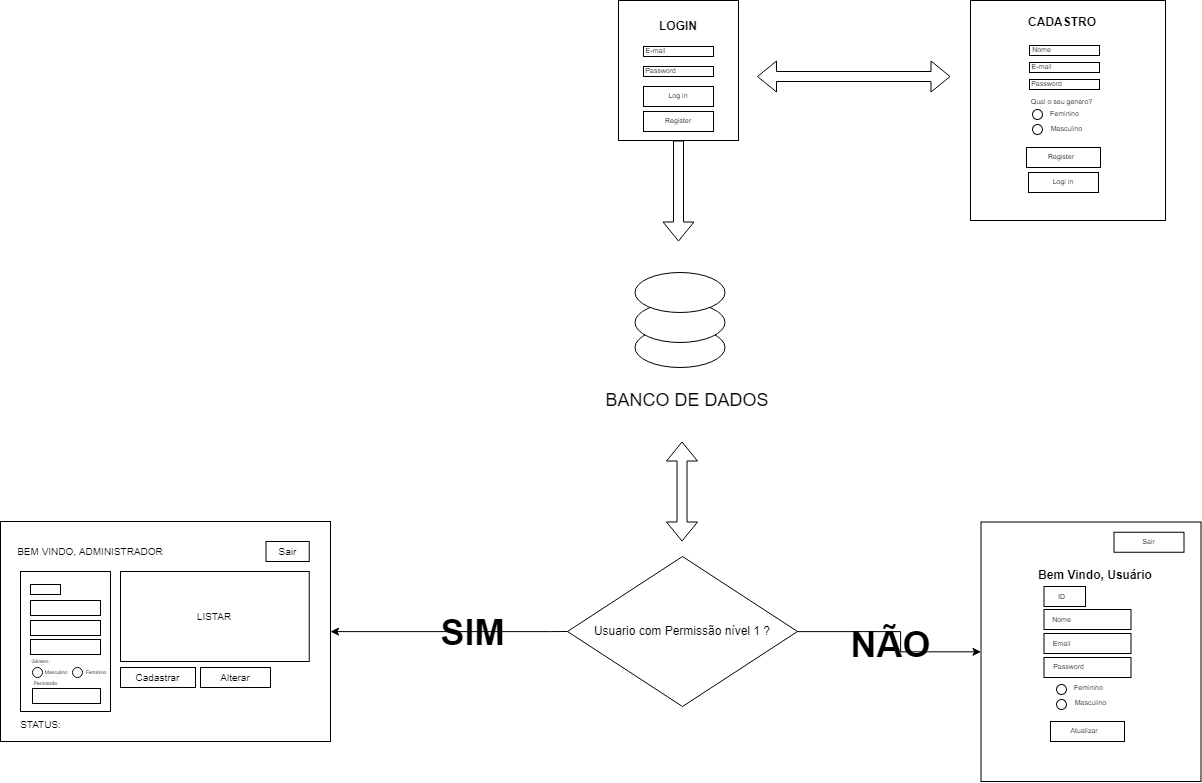 LOGIN
E-mail
Password
Log in
Register
CADASTRO
Nome
E-mail
Password
Qual o seu genero?
Feminino
Masculino
Register
Logi in
BANCO DE DADOS
Usuario com Permissão nível 1 ?
SIM
NÃO
BEM VINDO, ADMINISTRADOR
Sair
LISTAR
Gênero:
Masculino
Feminino
Permissão
Cadastrar
Alterar
STATUS:
Sair
Bem Vindo, Usuário
ID
Nome
Email
Password
Feminino
Masculino
Atualizar